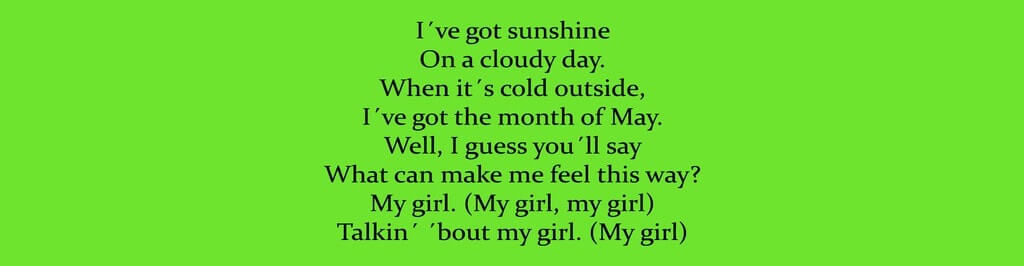 I´ve got sunshine
On a cloudy day.
When it´s cold outside,
I´ve got the month of May.
Well, I guess you´ll say
What can make me feel this way?
My girl. (My girl, my girl)
Talkin´ ´bout my girl. (My girl)